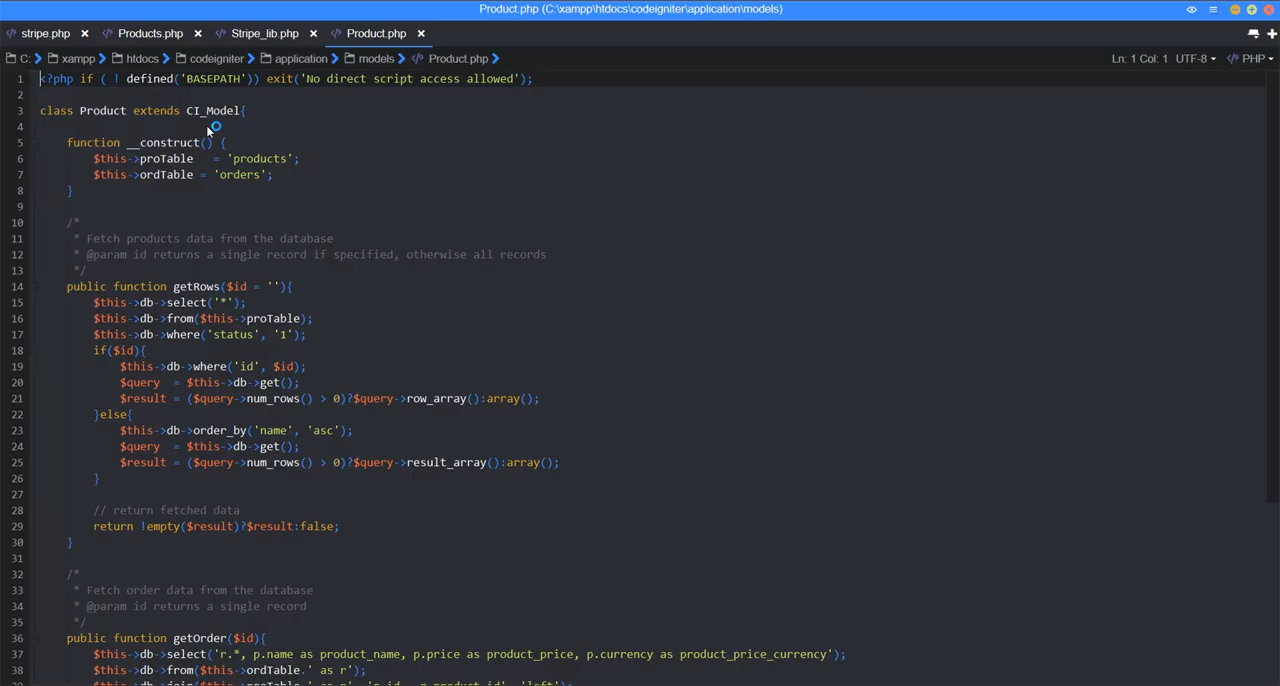 Product.php (C:\xampp\htdocs\codeigniter\application\models)
stripe.php × Products.php × Stripe_lib.php × Product.php ×
C: xampp htdocs codeigniter application models Product.php Ln: 1 Col: 1 UTF-8 PHP
1 <?php if ( ! defined('BASEPATH')) exit('No direct script access allowed');
2
3 class Product extends CI_Model{
4
5 function __construct() {
6 $this->proTable   = 'products';
7 $this->ordTable = 'orders';
8 }
9
10 /*
11 * Fetch products data from the database
12 * @param id returns a single record if specified, otherwise all records
13 */
14 public function getRows($id = ''){
15 $this->db->select('*');
16 $this->db->from($this->proTable);
17 $this->db->where('status', '1');
18 if($id){
19 $this->db->where('id', $id);
20 $query  = $this->db->get();
21 $result = ($query->num_rows() > 0)?$query->row_array():array();
22 }else{
23 $this->db->order_by('name', 'asc');
24 $query  = $this->db->get();
25 $result = ($query->num_rows() > 0)?$query->result_array():array();
26 }
27
28 // return fetched data
29 return !empty($result)?$result:false;
30 }
31
32 /*
33 * Fetch order data from the database
34 * @param id returns a single record
35 */
36 public function getOrder($id){
37 $this->db->select('r.*, p.name as product_name, p.price as product_price, p.currency as product_price_currency');
38 $this->db->from($this->ordTable.' as r');